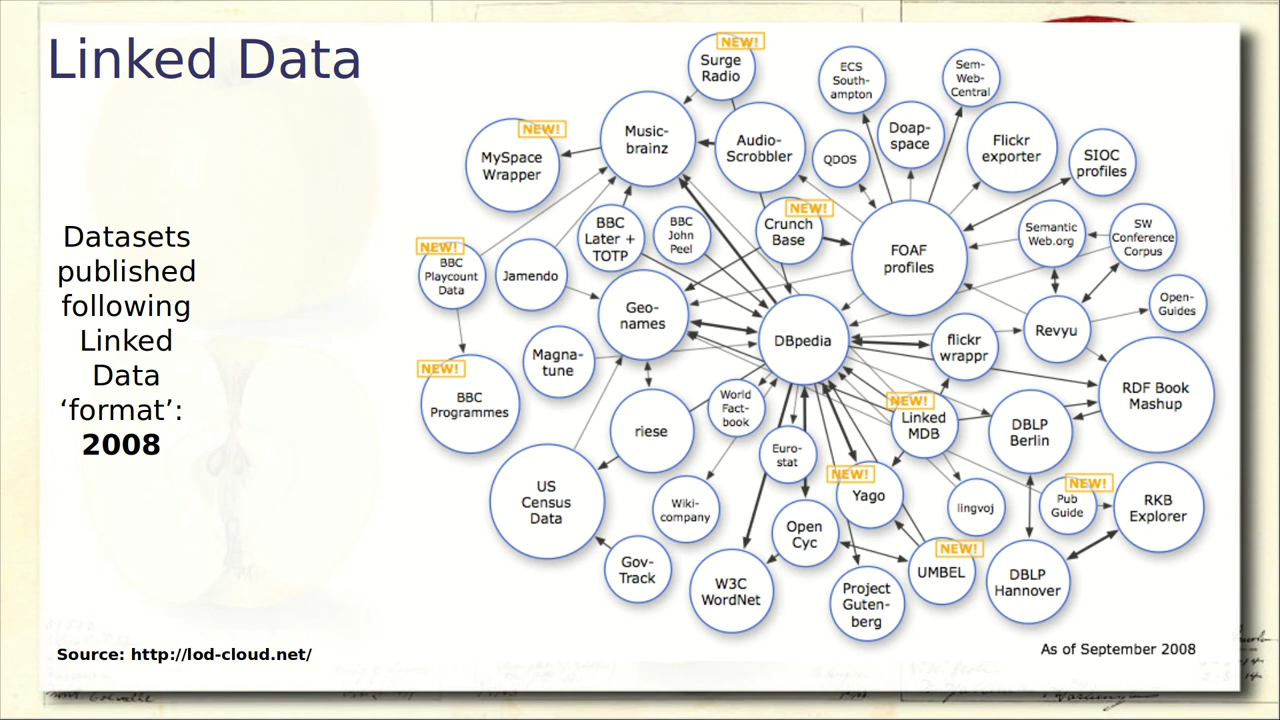 Linked Data
Datasets
published
following
Linked
Data
‘format’:
2008
Source: http://lod-cloud.net/
NEW!
Surge
Radio
ECS
South-
ampton
Sem-
Web-
Central
NEW!
MySpace
Wrapper
Music-
brainz
Audio-
Scrobbler
QDOS
Doap-
space
Flickr
exporter
SIOC
profiles
NEW!
BBC
Playcount
Data
Jamendo
BBC
Later +
TOTP
BBC
John
Peel
NEW!
Crunch
Base
FOAF
profiles
Semantic
Web.org
SW
Conference
Corpus
Geo-
names
DBpedia
flickr
wrappr
Revyu
Open-
Guides
NEW!
BBC
Programmes
Magna-
tune
riese
World
Fact-
book
Euro-
stat
NEW!
Linked
MDB
DBLP
Berlin
RDF Book
Mashup
US
Census
Data
Wiki-
company
Open
Cyc
NEW!
Yago
lingvoj
NEW!
Pub
Guide
RKB
Explorer
Gov-
Track
W3C
WordNet
Project
Guten-
berg
NEW!
UMBEL
DBLP
Hannover
As of September 2008